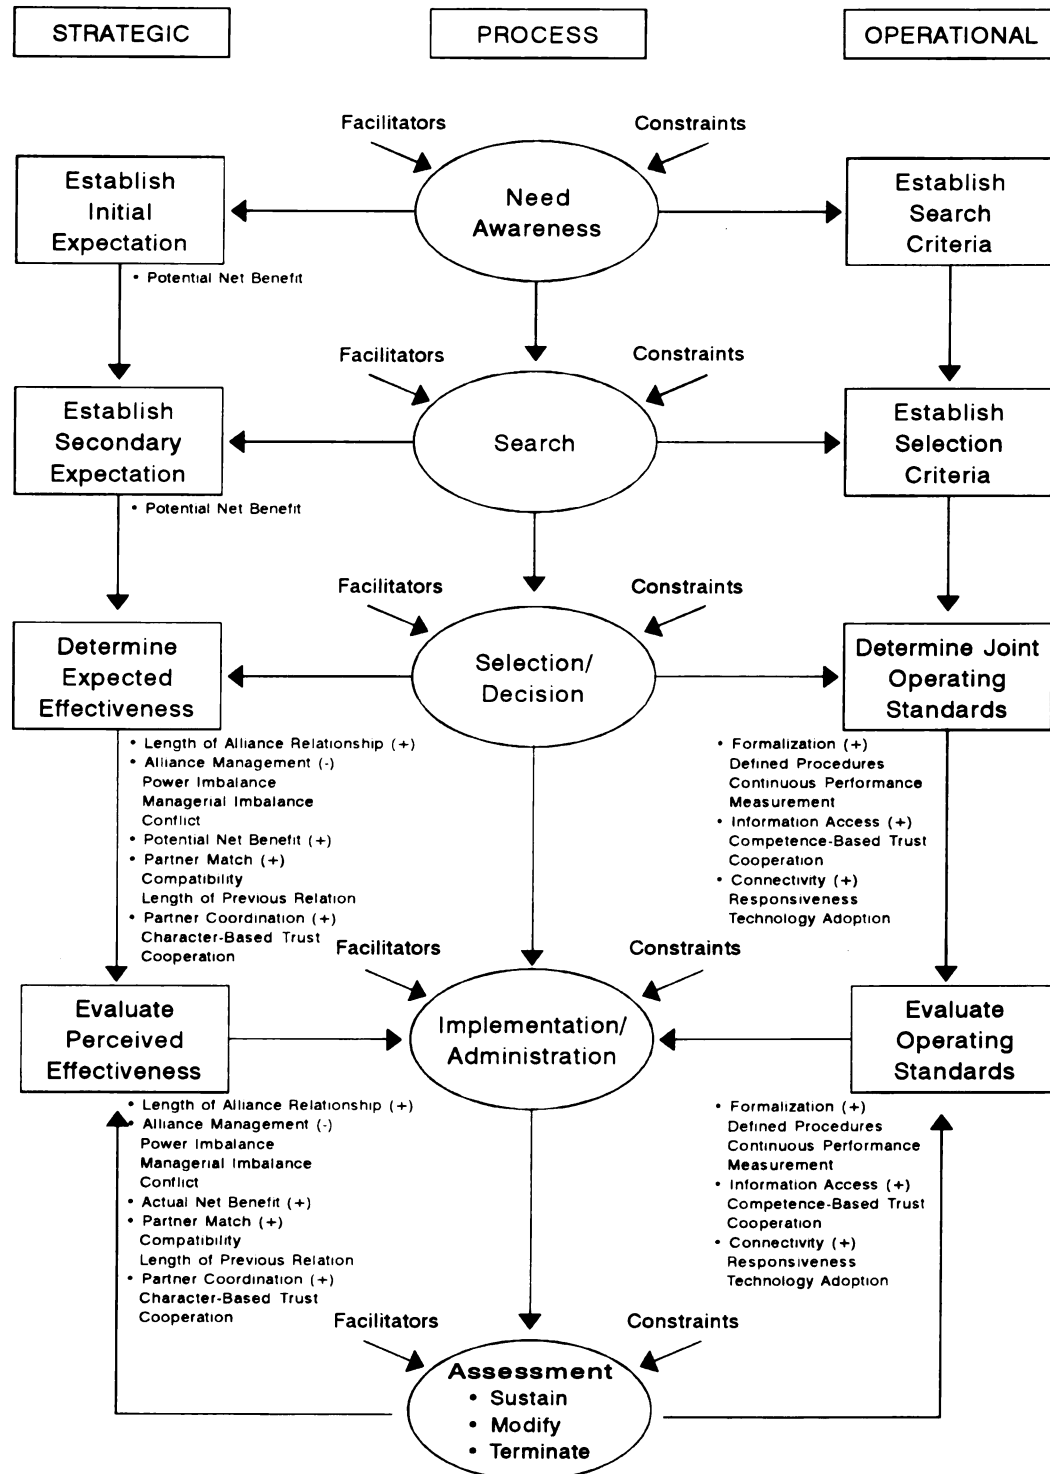 STRATEGIC
PROCESS
OPERATIONAL
Facilitators
Constraints
Establish
Initial
Expectation
Need
Awareness
Establish
Search
Criteria
• Potential Net Benefit
Facilitators
Constraints
Establish
Secondary
Expectation
Search
Establish
Selection
Criteria
• Potential Net Benefit
Facilitators
Constraints
Determine
Expected
Effectiveness
Selection/
Decision
Determine Joint
Operating
Standards
• Length of Alliance Relationship (+)
• Alliance Management (-)
Power Imbalance
Managerial Imbalance
Conflict
• Potential Net Benefit (+)
• Partner Match (+)
Compatibility
Length of Previous Relation
• Partner Coordination (+)
Character-Based Trust
Cooperation
• Formalization (+)
Defined Procedures
Continuous Performance
Measurement
• Information Access (+)
Competence-Based Trust
Cooperation
• Connectivity (+)
Responsiveness
Technology Adoption
Facilitators
Constraints
Evaluate
Perceived
Effectiveness
Implementation/
Administration
Evaluate
Operating
Standards
• Length of Alliance Relationship (+)
• Alliance Management (-)
Power Imbalance
Managerial Imbalance
Conflict
• Actual Net Benefit (+)
• Partner Match (+)
Compatibility
Length of Previous Relation
• Partner Coordination (+)
Character-Based Trust
Cooperation
• Formalization (+)
Defined Procedures
Continuous Performance
Measurement
• Information Access (+)
Competence-Based Trust
Cooperation
• Connectivity (+)
Responsiveness
Technology Adoption
Facilitators
Constraints
Assessment
• Sustain
• Modify
• Terminate